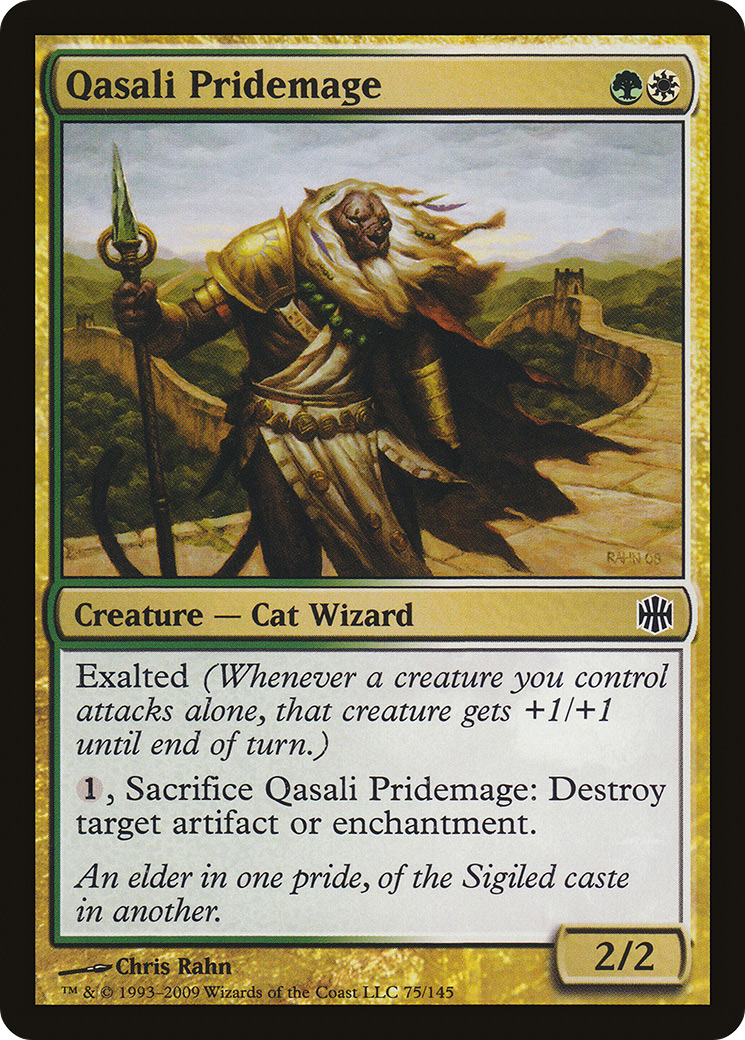 Qasali Pridemage
RAHN 08
Creature — Cat Wizard
Exalted (Whenever a creature you control
attacks alone, that creature gets +1/+1
until end of turn.)
1, Sacrifice Qasali Pridemage: Destroy
target artifact or enchantment.
An elder in one pride, of the Sigiled caste
in another.
2/2
Chris Rahn
™ & © 1993–2009 Wizards of the Coast LLC 75/145